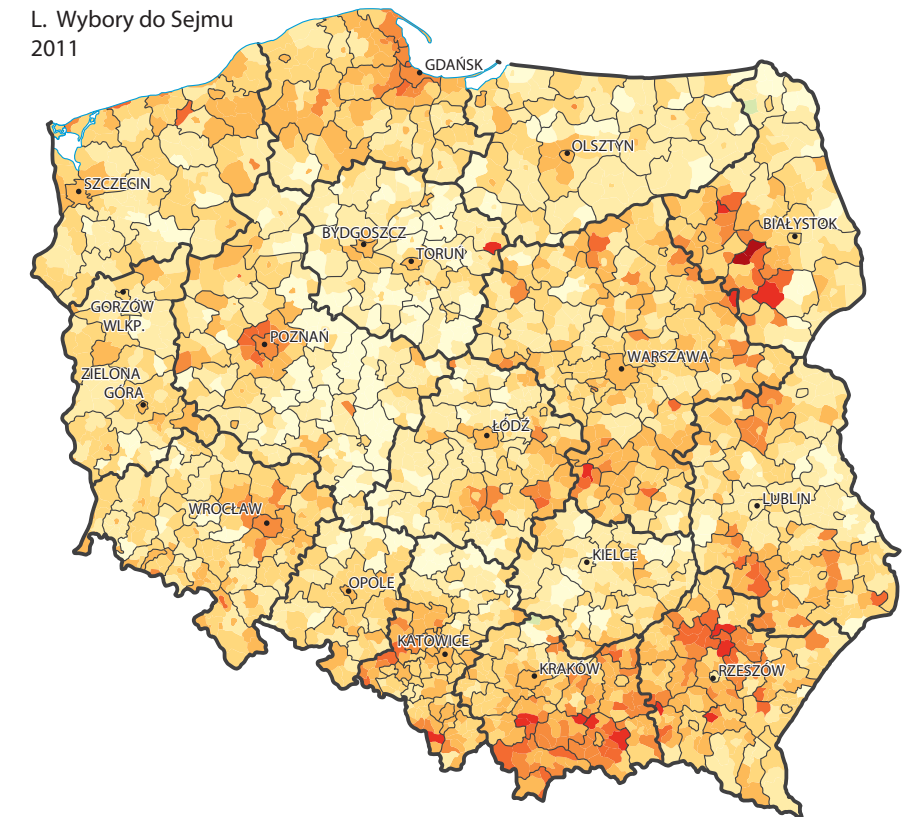 L. Wybory do Sejmu
2011
GDAŃSK
OLSZTYN
SZCZECIN
BIAŁYSTOK
BYDGOSZCZ
TORUŃ
GORZÓW
WLKP.
POZNAŃ
WARSZAWA
ZIELONA
GÓRA
ŁÓDŹ
LUBLIN
WROCŁAW
KIELCE
OPOLE
KATOWICE
KRAKÓW
RZESZÓW